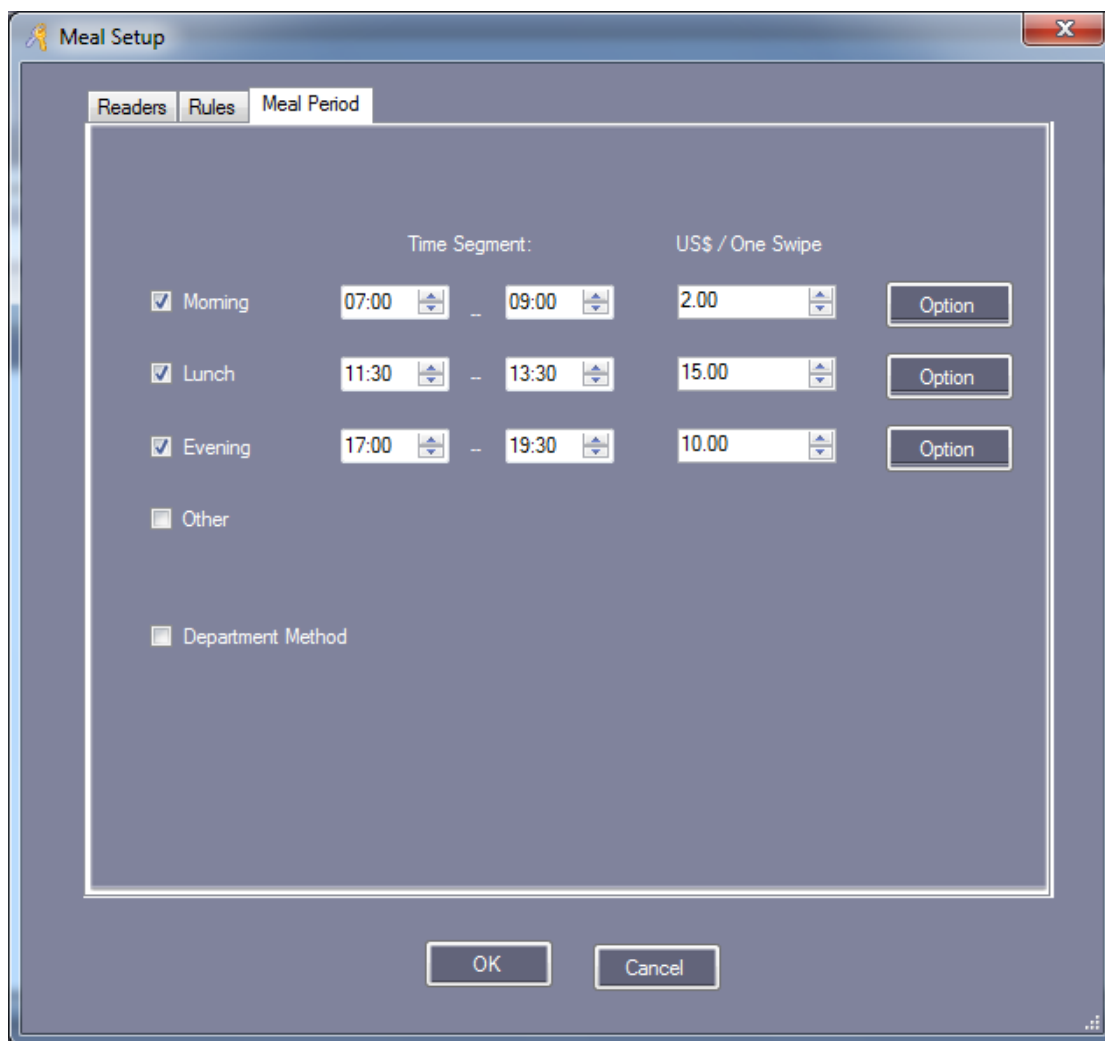 Meal Setup
Readers Rules Meal Period
Time Segment: US$ / One Swipe
Morning 07:00 -- 09:00 2.00 Option
Lunch 11:30 -- 13:30 15.00 Option
Evening 17:00 -- 19:30 10.00 Option
Other
Department Method
OK Cancel